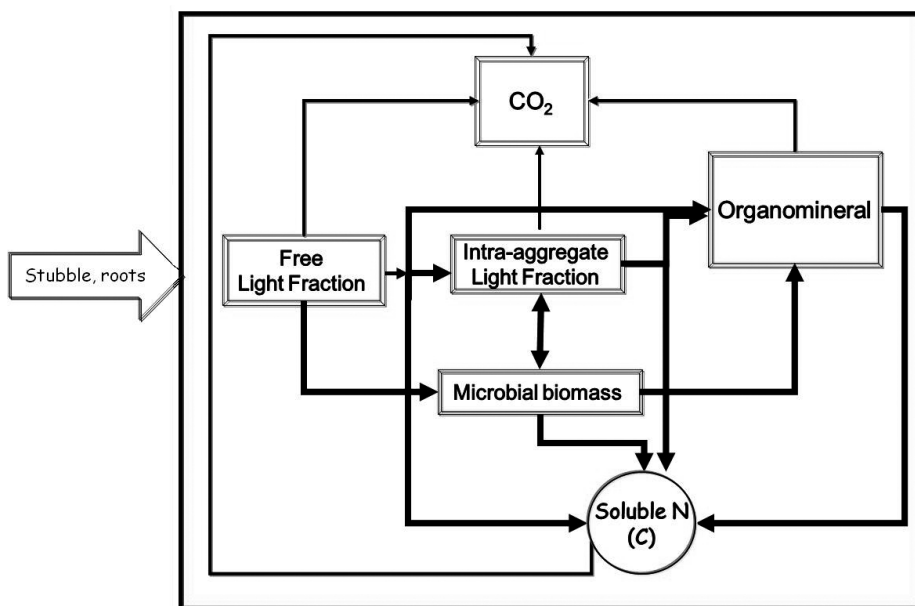 CO₂
Organomineral
Stubble, roots
Free
Light Fraction
Intra-aggregate
Light Fraction
Microbial biomass
Soluble N
(C)